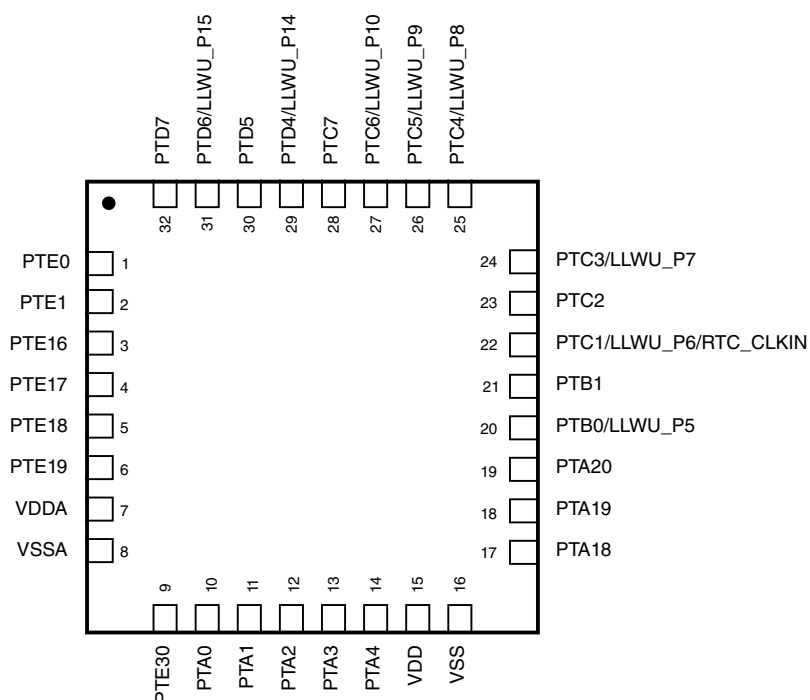 PTD7
PTD6/LLWU_P15
PTD5
PTD4/LLWU_P14
PTC7
PTC6/LLWU_P10
PTC5/LLWU_P9
PTC4/LLWU_P8
32
31
30
29
28
27
26
25
PTE0 1
PTE1 2
PTE16 3
PTE17 4
PTE18 5
PTE19 6
VDDA 7
VSSA 8
24 PTC3/LLWU_P7
23 PTC2
22 PTC1/LLWU_P6/RTC_CLKIN
21 PTB1
20 PTB0/LLWU_P5
19 PTA20
18 PTA19
17 PTA18
9
10
11
12
13
14
15
16
PTE30
PTA0
PTA1
PTA2
PTA3
PTA4
VDD
VSS